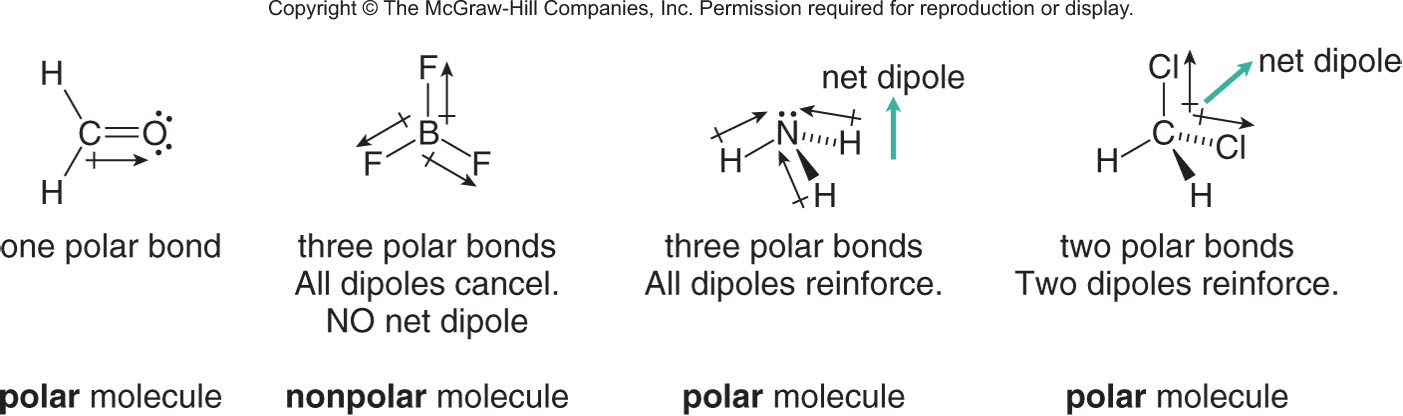 Copyright © The McGraw-Hill Companies, Inc. Permission required for reproduction or display.
H
C
O
H
one polar bond
polar molecule
F
B
F
F
three polar bonds
All dipoles cancel.
NO net dipole
nonpolar molecule
net dipole
N
H
H
H
three polar bonds
All dipoles reinforce.
polar molecule
Cl
net dipole
C
Cl
H
H
two polar bonds
Two dipoles reinforce.
polar molecule